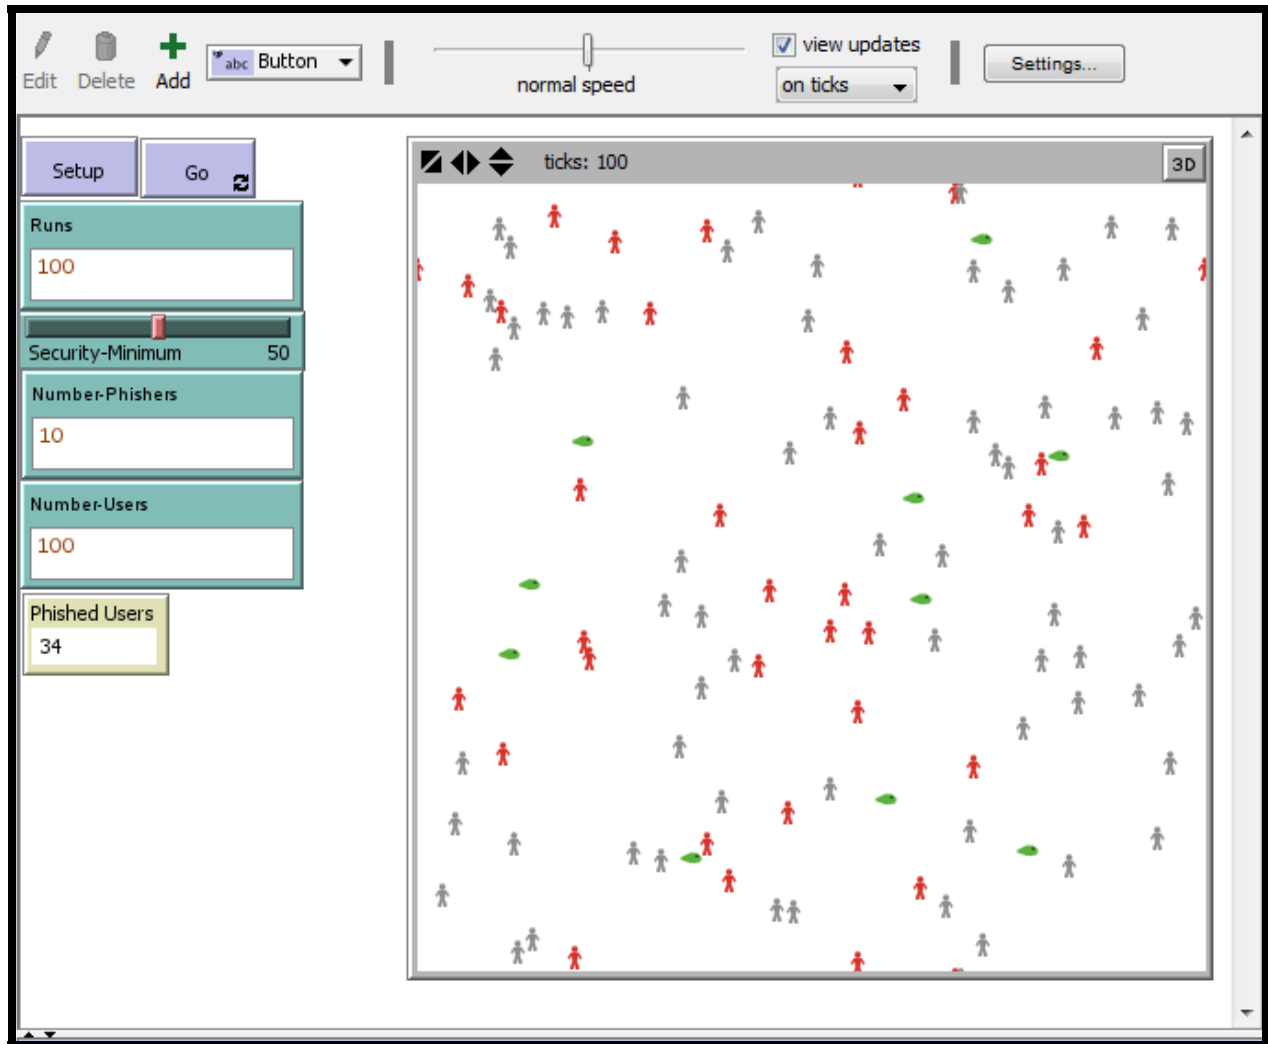 Edit
Delete
Add
abc Button
normal speed
view updates
on ticks
Settings...
Setup
Go
ticks: 100
3D
Runs
100
Security-Minimum 50
Number-Phishers
10
Number-Users
100
Phished Users
34